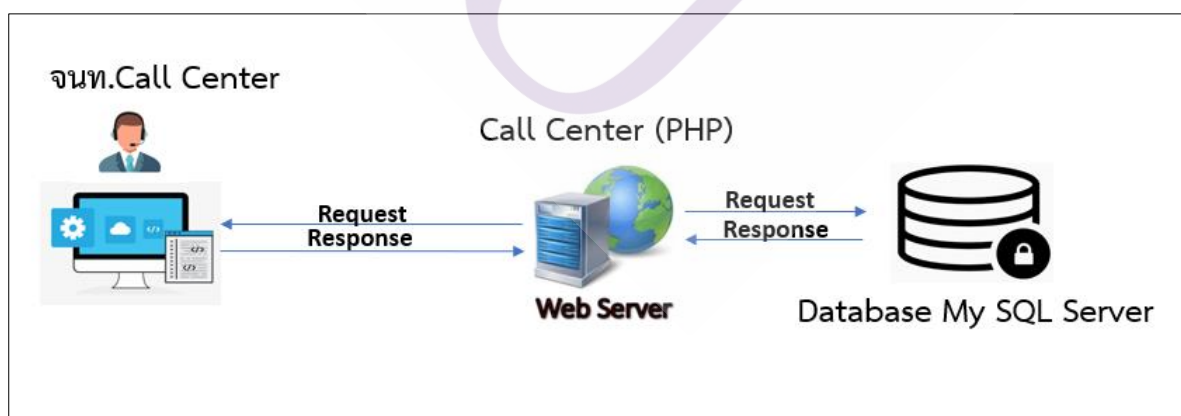 จนท.Call Center
Call Center (PHP)
Request
Response
Request
Response
Web Server
Database My SQL Server